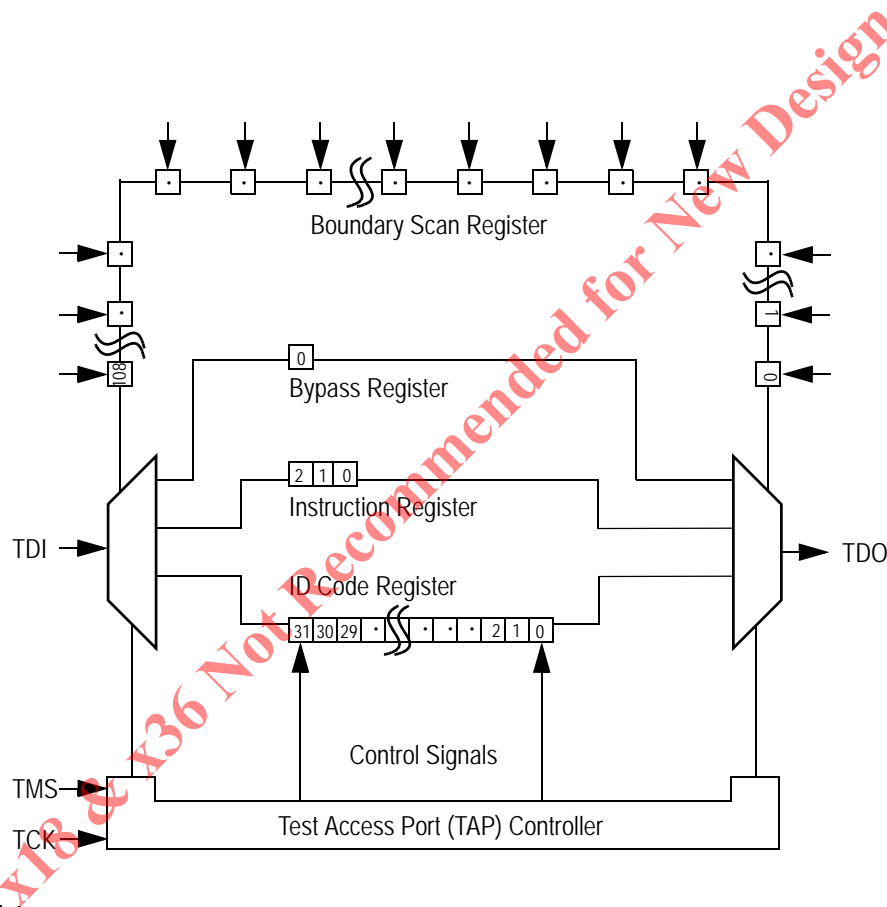 Boundary Scan Register
108
1
0
0
Bypass Register
2 1 0
Instruction Register
TDI
TDO
ID Code Register
31 30 29 · · · · 2 1 0
Control Signals
TMS
TCK
Test Access Port (TAP) Controller
x18 & x36 Not Recommended for New Design